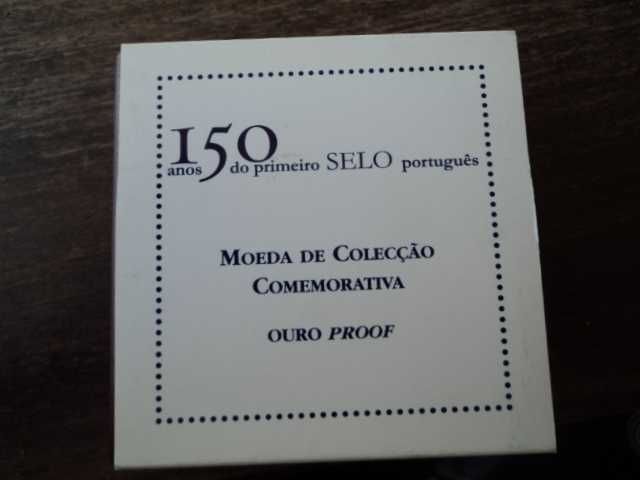 150
anos do primeiro SELO português
MOEDA DE COLECÇÃO
COMEMORATIVA
OURO PROOF